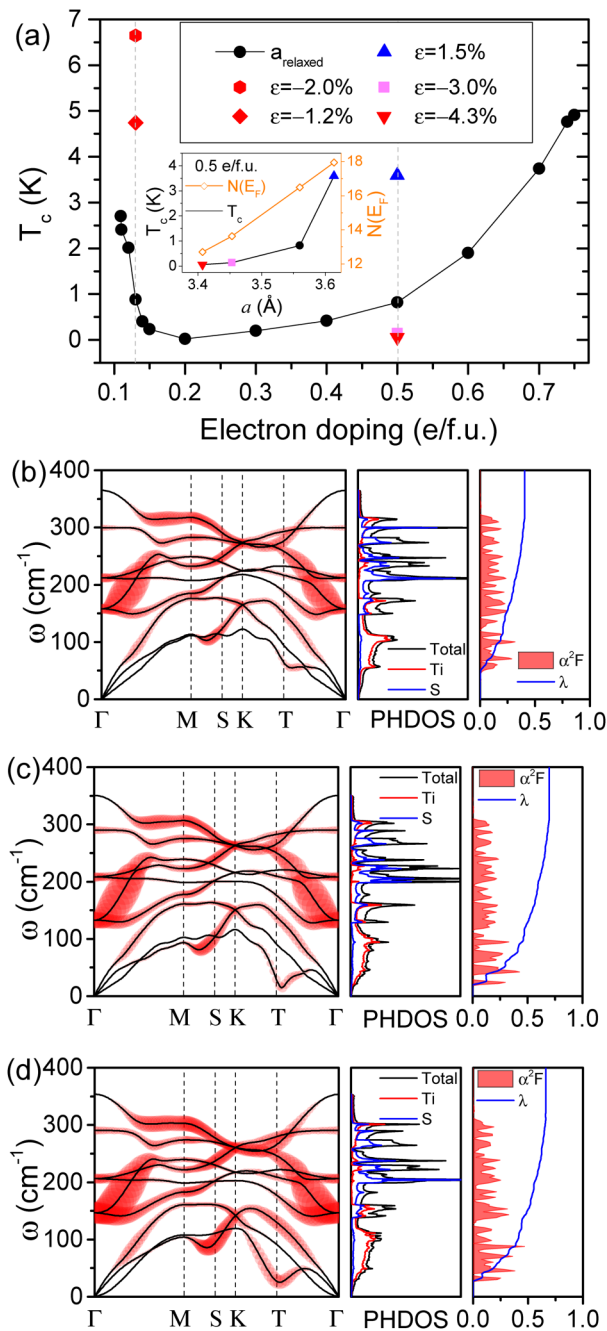 (a)
7
6
5
4
3
2
1
0
T_c (K)
a_relaxed
ε=1.5%
ε=−2.0%
ε=−3.0%
ε=−1.2%
ε=−4.3%
0.5 e/f.u.
N(E_F)
T_c
4
3
2
1
0
T_c (K)
18
16
14
12
N(E_F)
3.4 3.5 3.6
a (Å)
0.1 0.2 0.3 0.4 0.5 0.6 0.7
Electron doping (e/f.u.)
(b)
400
300
200
100
0
ω (cm⁻¹)
Γ M S K T Γ
Total
Ti
S
PHDOS
α²F
λ
0.0 0.5 1.0
(c)
400
300
200
100
0
ω (cm⁻¹)
Γ M S K T Γ
Total
Ti
S
PHDOS
α²F
λ
0.0 0.5 1.0
(d)
400
300
200
100
0
ω (cm⁻¹)
Γ M S K T Γ
Total
Ti
S
PHDOS
α²F
λ
0.0 0.5 1.0